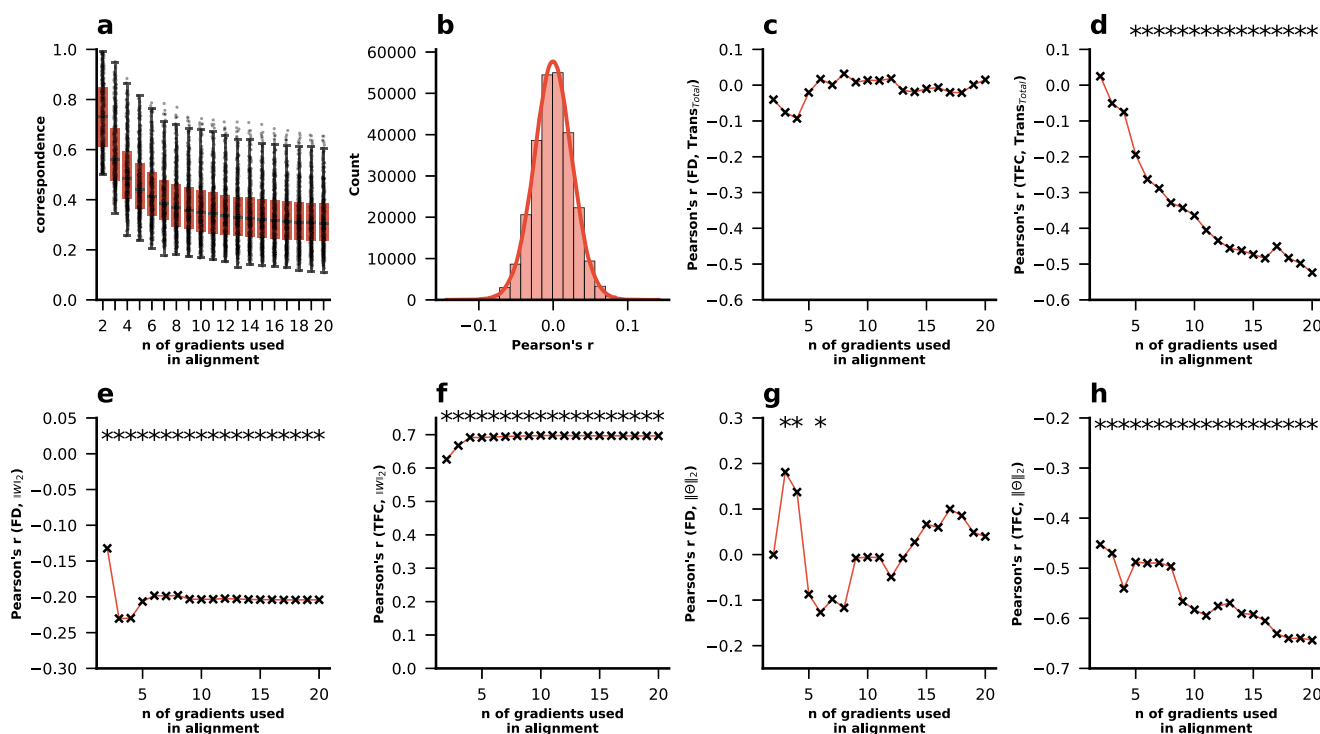 a
correspondence
1.0
0.8
0.6
0.4
0.2
0.0
2 4 6 8 10 12 14 16 18 20
n of gradients used
in alignment
b
Count
60000
50000
40000
30000
20000
10000
0
−0.1 0.0 0.1
Pearson's r
c
Pearson's r (FD, Trans_Total)
0.1
0.0
−0.1
−0.2
−0.3
−0.4
−0.5
−0.6
5 10 15 20
n of gradients used
in alignment
d
****************
Pearson's r (TFC, Trans_Total)
0.1
0.0
−0.1
−0.2
−0.3
−0.4
−0.5
−0.6
5 10 15 20
n of gradients used
in alignment
e
*******************
Pearson's r (FD, ||W||₂)
0.05
0.00
−0.05
−0.10
−0.15
−0.20
−0.25
−0.30
5 10 15 20
n of gradients used
in alignment
f
*******************
Pearson's r (TFC, ||W||₂)
0.7
0.6
0.5
0.4
0.3
0.2
0.1
0.0
5 10 15 20
n of gradients used
in alignment
g
** *
Pearson's r (FD, ‖Θ‖₂)
0.3
0.2
0.1
0.0
−0.1
−0.2
5 10 15 20
n of gradients used
in alignment
h
*******************
Pearson's r (TFC, ‖Θ‖₂)
−0.2
−0.3
−0.4
−0.5
−0.6
−0.7
5 10 15 20
n of gradients used
in alignment